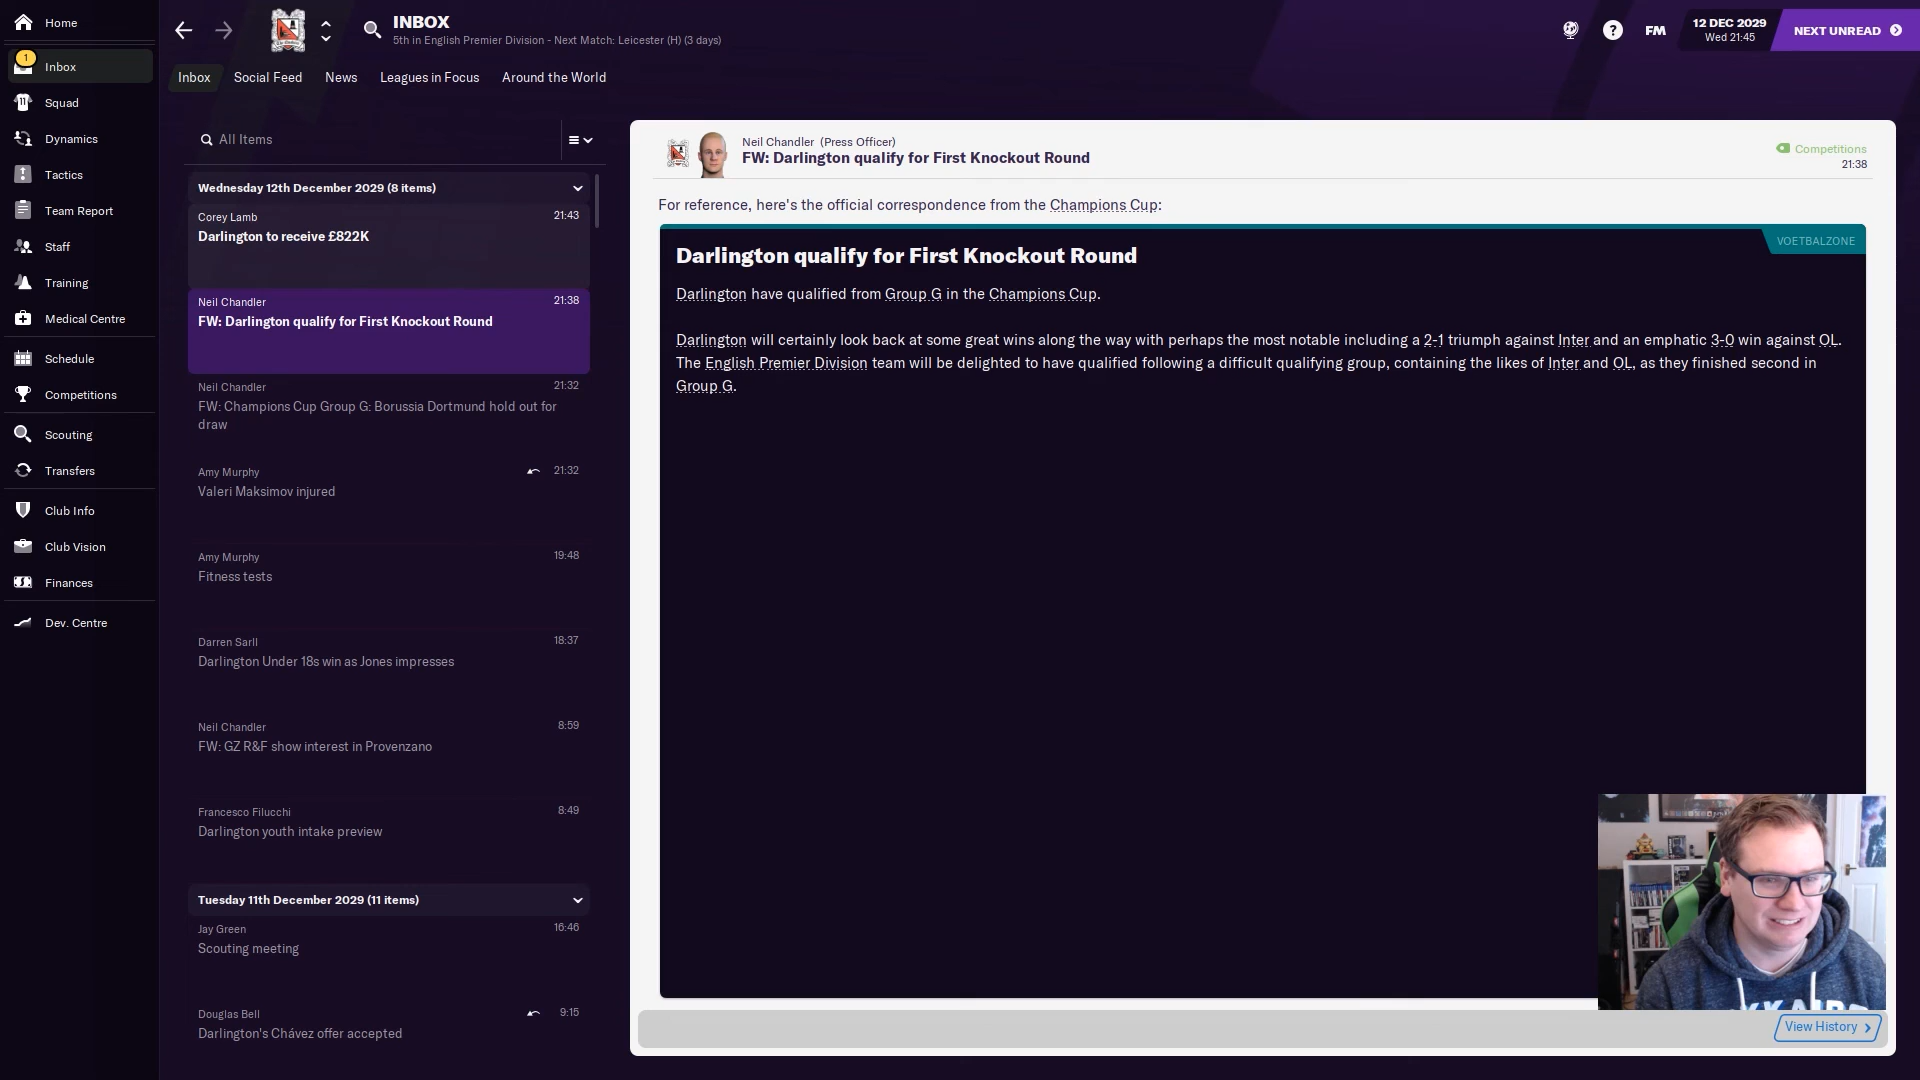 Home
1
Inbox
Squad
Dynamics
Tactics
Team Report
Staff
Training
Medical Centre
Schedule
Competitions
Scouting
Transfers
Club Info
Club Vision
Finances
Dev. Centre
INBOX
5th in English Premier Division - Next Match: Leicester (H) (3 days)
FM
12 DEC 2029
Wed 21:45
NEXT UNREAD
Inbox
Social Feed
News
Leagues in Focus
Around the World
All Items
Wednesday 12th December 2029 (8 items)
Corey Lamb
21:43
Darlington to receive £822K
Neil Chandler
21:38
FW: Darlington qualify for First Knockout Round
Neil Chandler
21:32
FW: Champions Cup Group G: Borussia Dortmund hold out for
draw
Amy Murphy
21:32
Valeri Maksimov injured
Amy Murphy
19:48
Fitness tests
Darren Sarll
18:37
Darlington Under 18s win as Jones impresses
Neil Chandler
8:59
FW: GZ R&F show interest in Provenzano
Francesco Filucchi
8:49
Darlington youth intake preview
Tuesday 11th December 2029 (11 items)
Jay Green
16:46
Scouting meeting
Douglas Bell
9:15
Darlington's Chávez offer accepted
Neil Chandler (Press Officer)
FW: Darlington qualify for First Knockout Round
Competitions
21:38
For reference, here's the official correspondence from the Champions Cup:
VOETBALZONE
Darlington qualify for First Knockout Round
Darlington have qualified from Group G in the Champions Cup.
Darlington will certainly look back at some great wins along the way with perhaps the most notable including a 2-1 triumph against Inter and an emphatic 3-0 win against OL.
The English Premier Division team will be delighted to have qualified following a difficult qualifying group, containing the likes of Inter and OL, as they finished second in
Group G.
View History